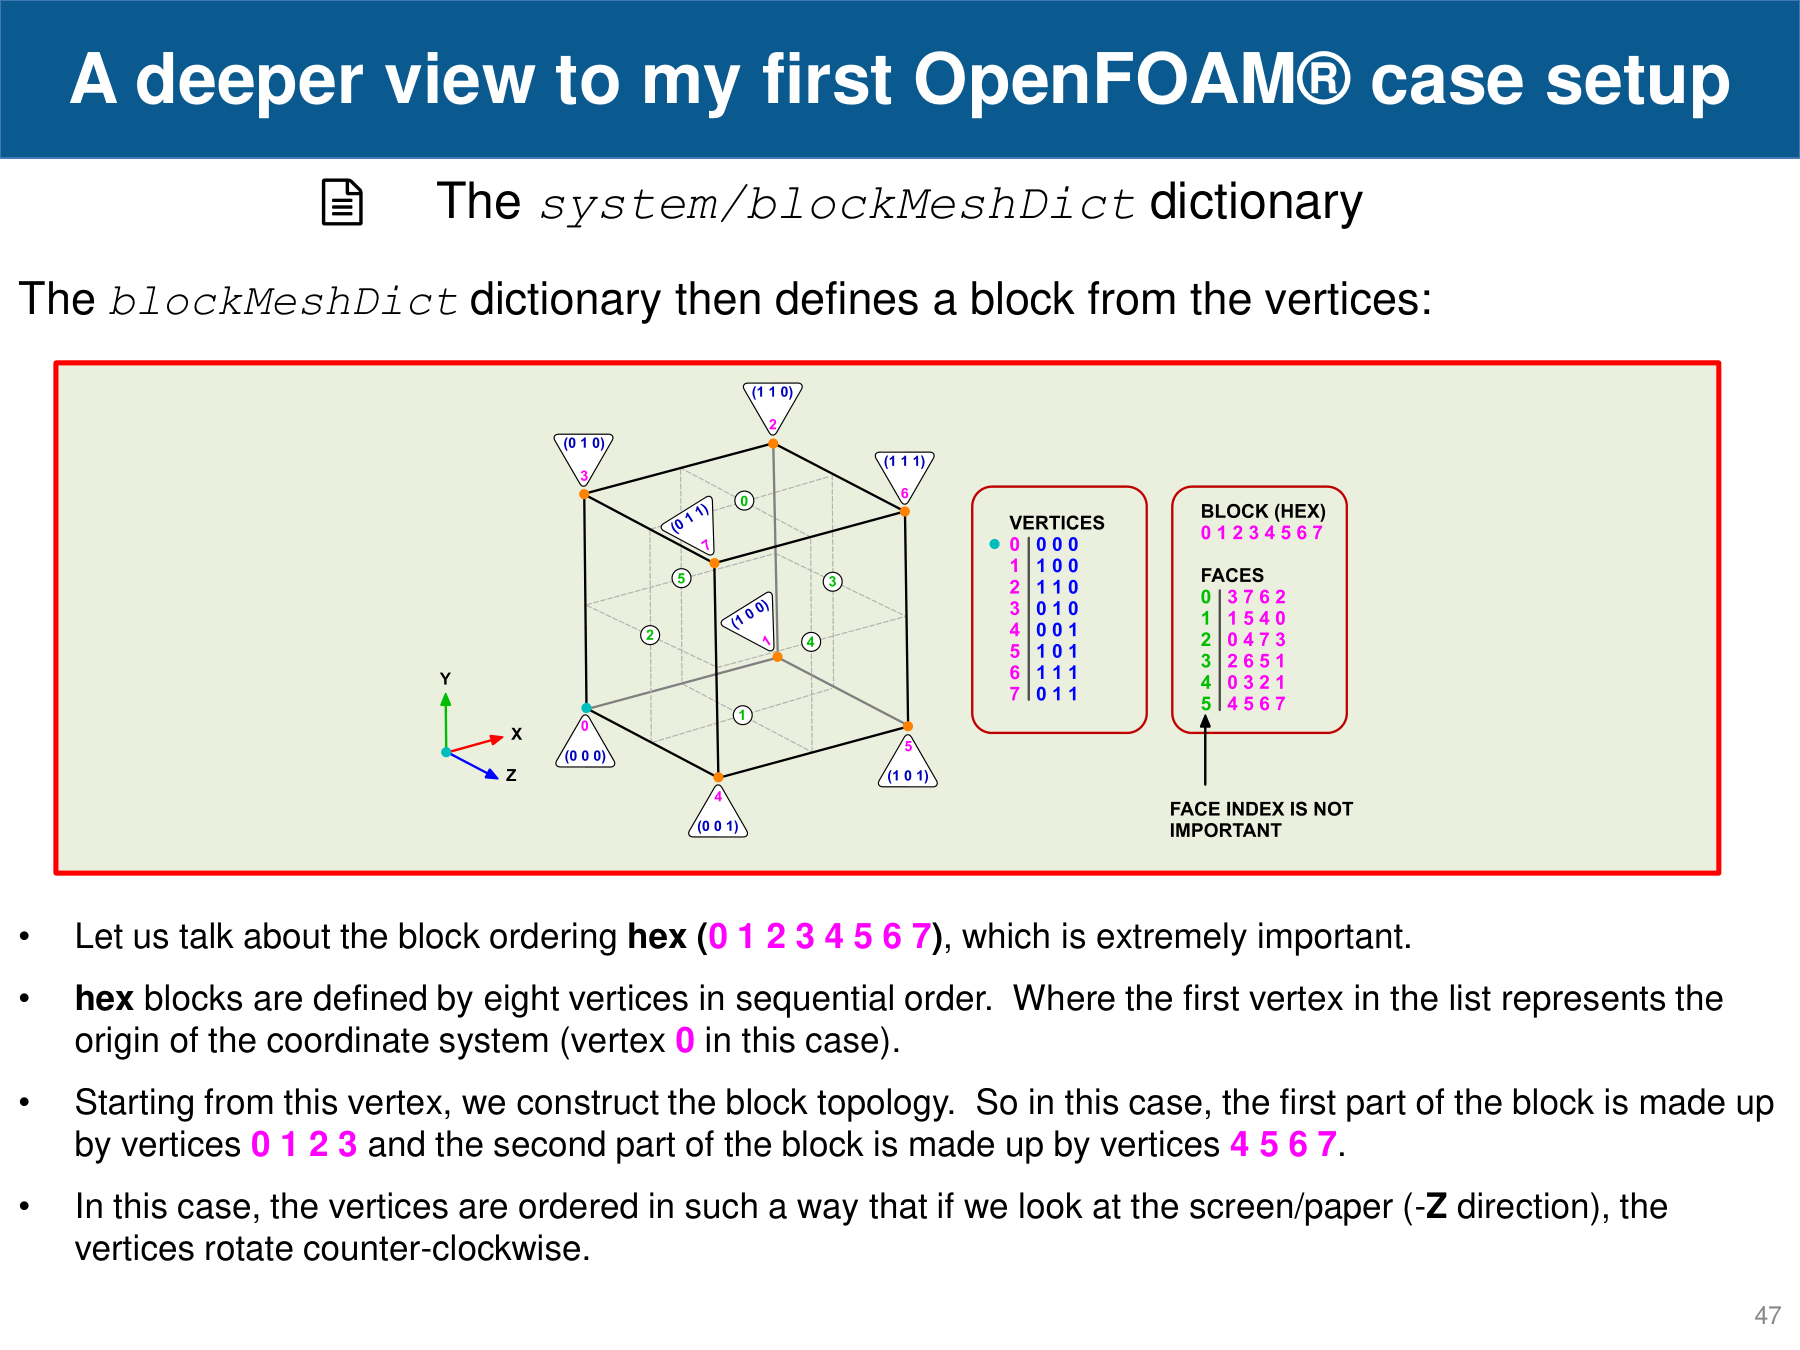 A deeper view to my first OpenFOAM® case setup
The system/blockMeshDict dictionary
The blockMeshDict dictionary then defines a block from the vertices:
(1 1 0)
2
(0 1 0)
3
(1 1 1)
6
(0 1 1)
7
0
5
3
(1 0 0)
1
2
4
1
0
(0 0 0)
5
(1 0 1)
4
(0 0 1)
Y
X
Z
VERTICES
0 0 0 0
1 1 0 0
2 1 1 0
3 0 1 0
4 0 0 1
5 1 0 1
6 1 1 1
7 0 1 1
BLOCK (HEX)
0 1 2 3 4 5 6 7
FACES
0 3 7 6 2
1 1 5 4 0
2 0 4 7 3
3 2 6 5 1
4 0 3 2 1
5 4 5 6 7
FACE INDEX IS NOT
IMPORTANT
• Let us talk about the block ordering hex (0 1 2 3 4 5 6 7), which is extremely important.
• hex blocks are defined by eight vertices in sequential order. Where the first vertex in the list represents the
origin of the coordinate system (vertex 0 in this case).
• Starting from this vertex, we construct the block topology. So in this case, the first part of the block is made up
by vertices 0 1 2 3 and the second part of the block is made up by vertices 4 5 6 7.
• In this case, the vertices are ordered in such a way that if we look at the screen/paper (-Z direction), the
vertices rotate counter-clockwise.
47